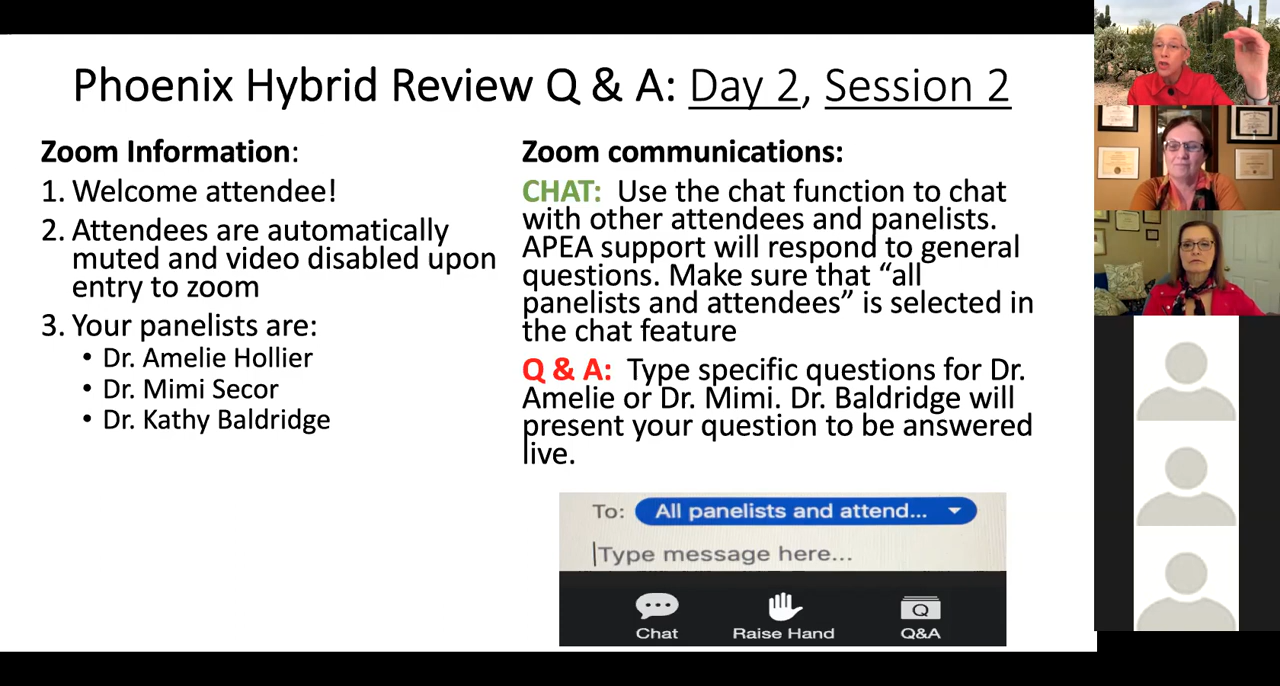 Phoenix Hybrid Review Q & A: Day 2, Session 2
Zoom Information:
1. Welcome attendee!
2. Attendees are automatically
muted and video disabled upon
entry to zoom
3. Your panelists are:
• Dr. Amelie Hollier
• Dr. Mimi Secor
• Dr. Kathy Baldridge
Zoom communications:
CHAT: Use the chat function to chat
with other attendees and panelists.
APEA support will respond to general
questions. Make sure that “all
panelists and attendees” is selected in
the chat feature
Q & A: Type specific questions for Dr.
Amelie or Dr. Mimi. Dr. Baldridge will
present your question to be answered
live.
To: All panelists and attend...
Type message here...
Chat Raise Hand Q&A